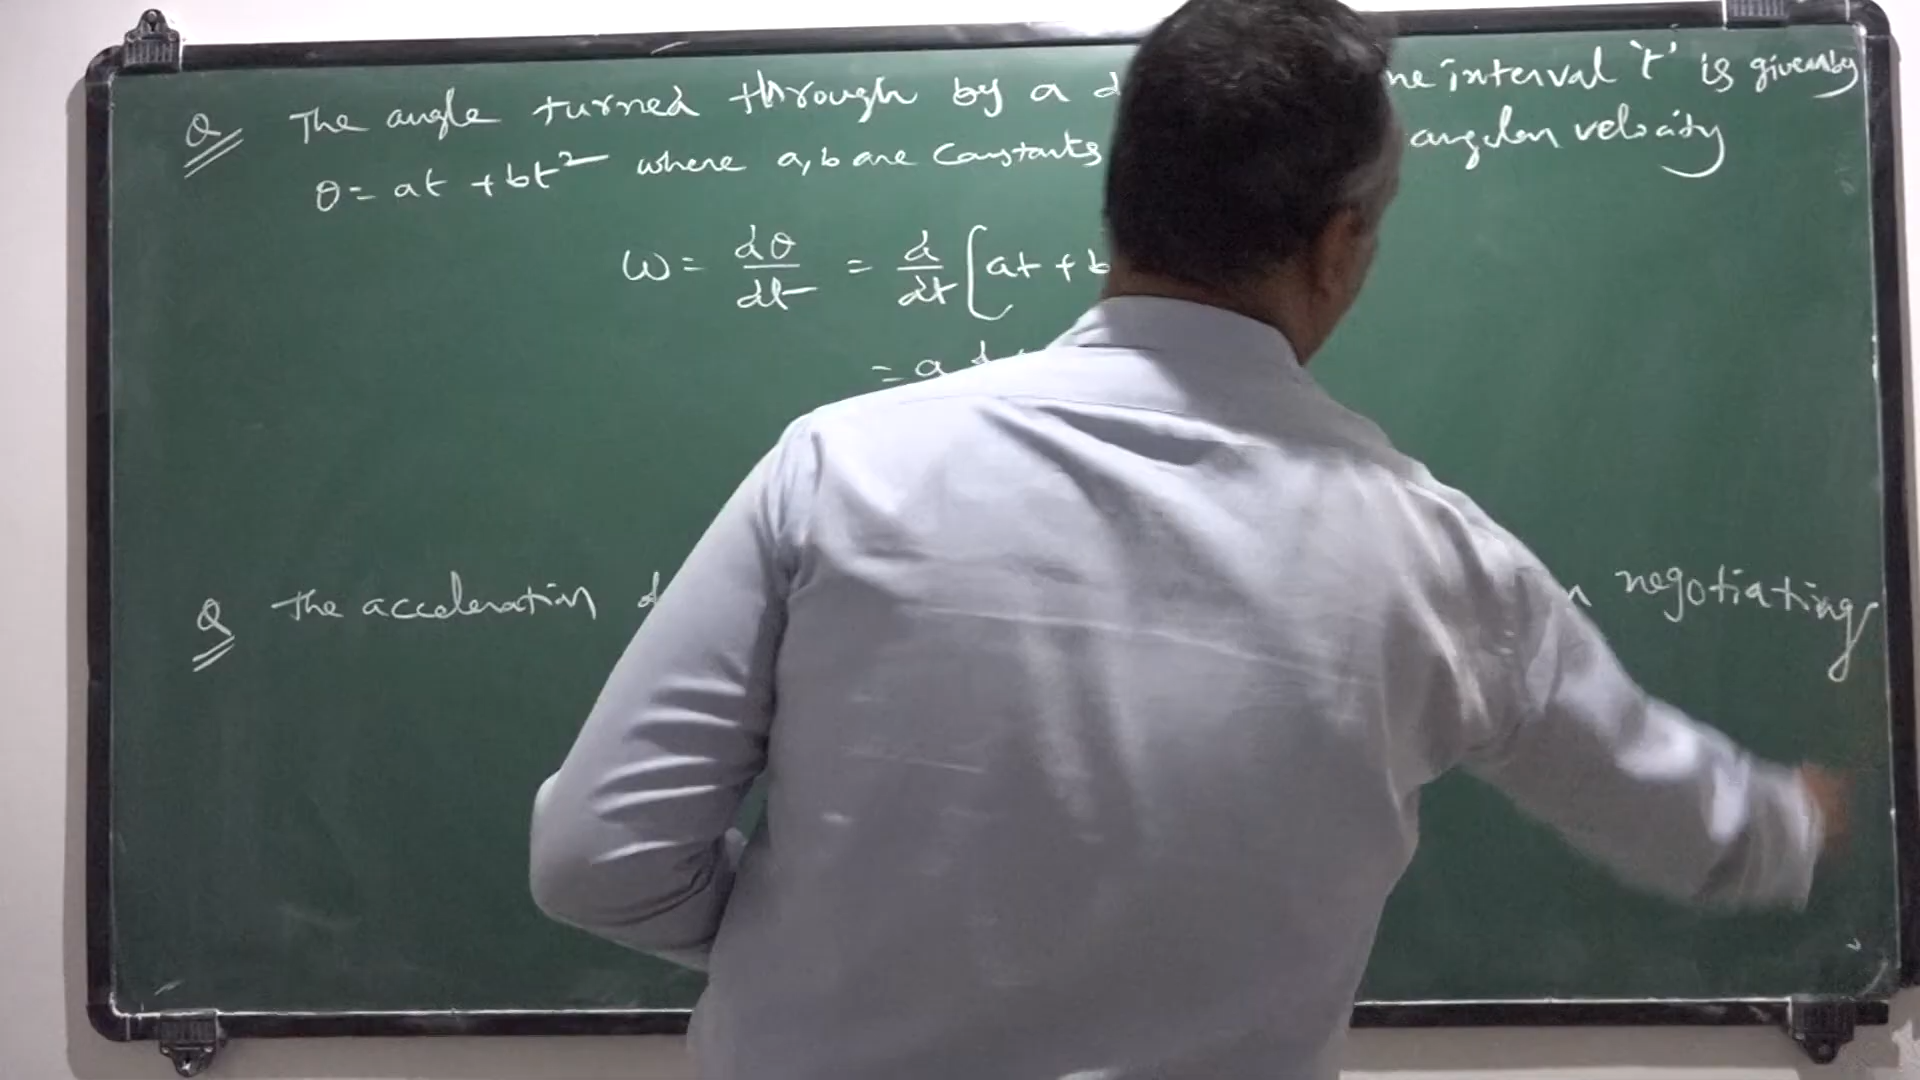 Q The angle turned through by a interval 't' is given by
θ = at + bt² where a, b are constants angular velocity
ω = dθ/dt = d/dt [at + b
= a d
Q The acceleration negotiating